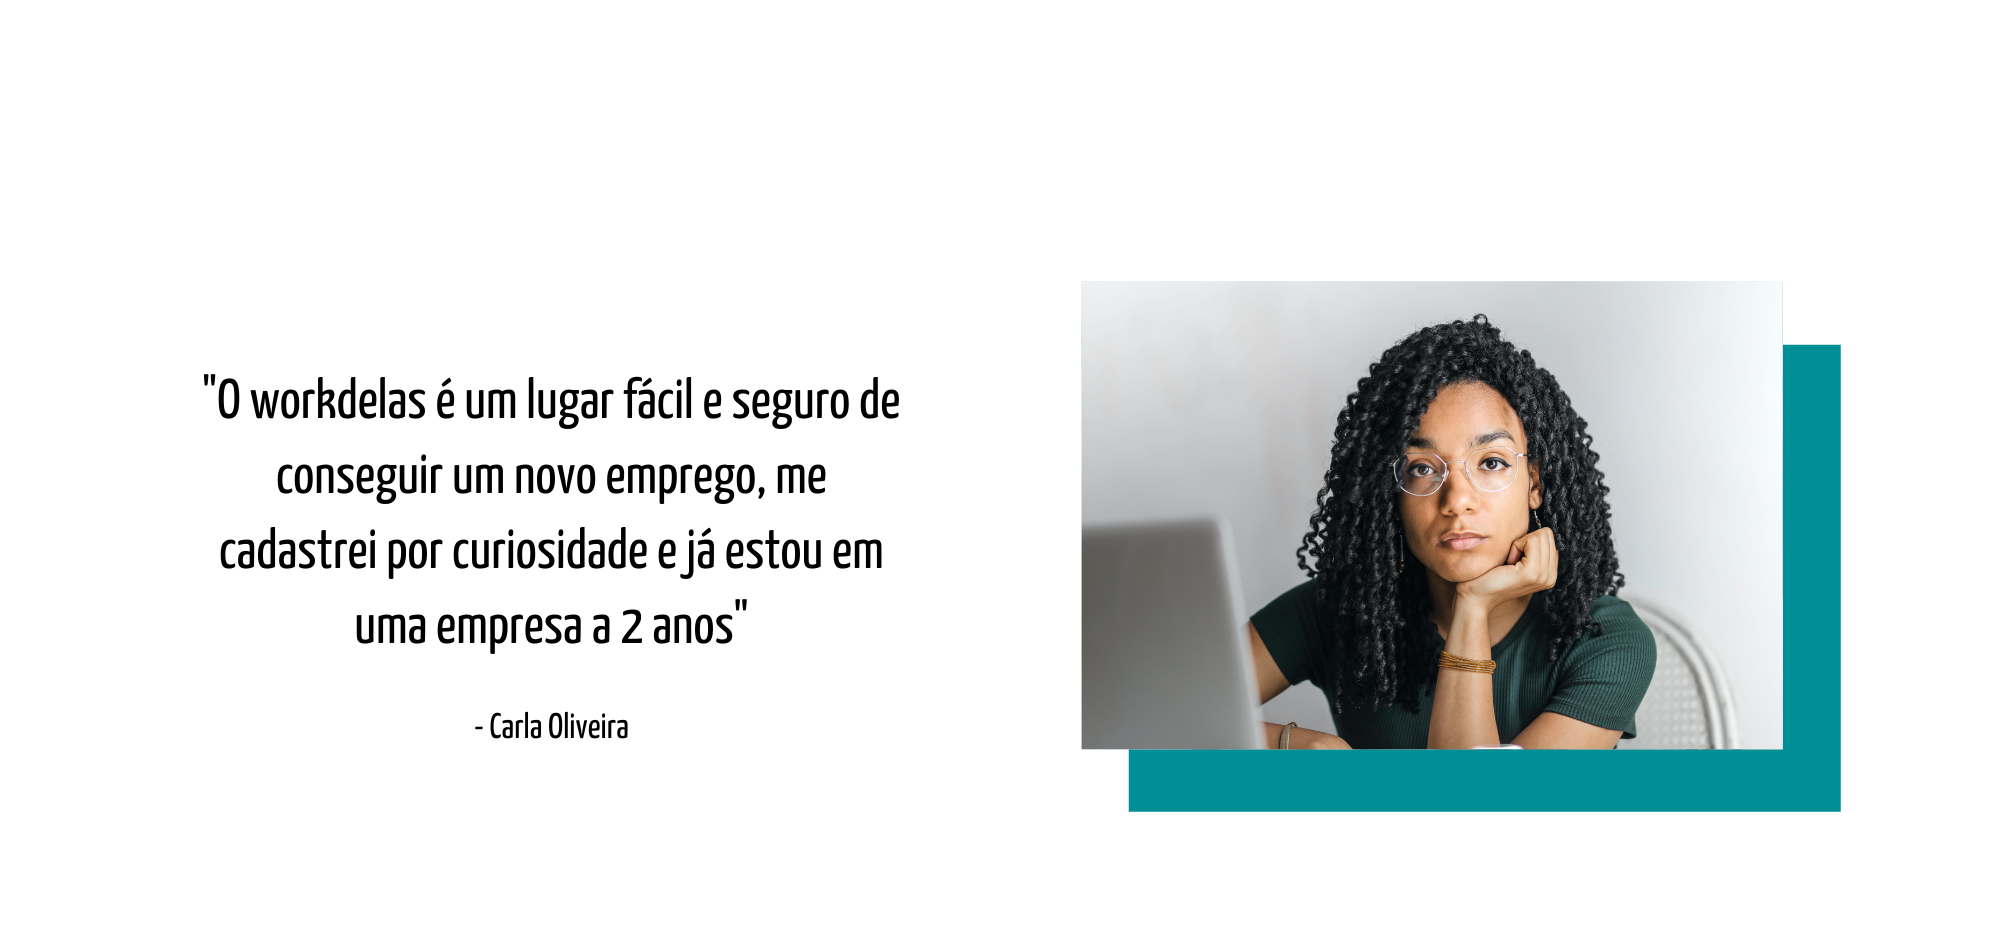 "O workdelas é um lugar fácil e seguro de
conseguir um novo emprego, me
cadastrei por curiosidade e já estou em
uma empresa a 2 anos"
- Carla Oliveira